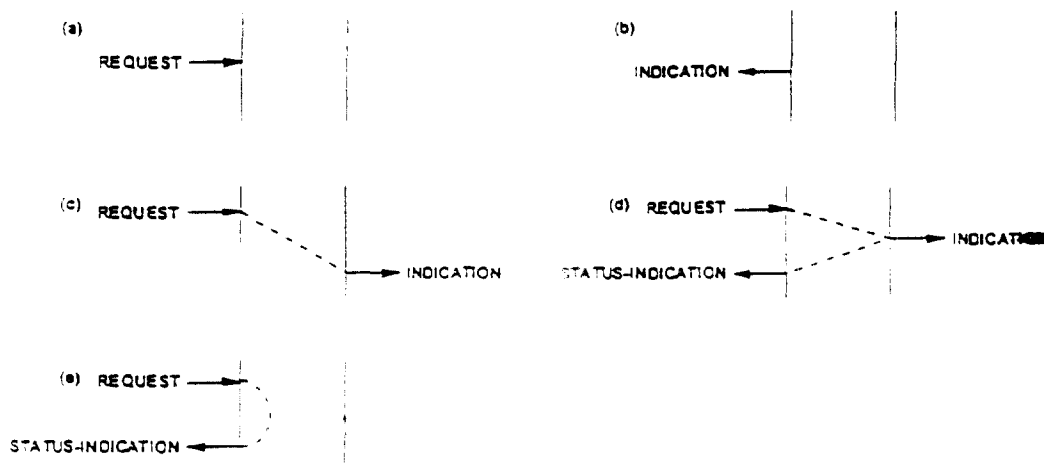 (a)
REQUEST
(b)
INDICATION
(c) REQUEST
INDICATION
(d) REQUEST
INDICATION
STATUS-INDICATION
(e) REQUEST
STATUS-INDICATION